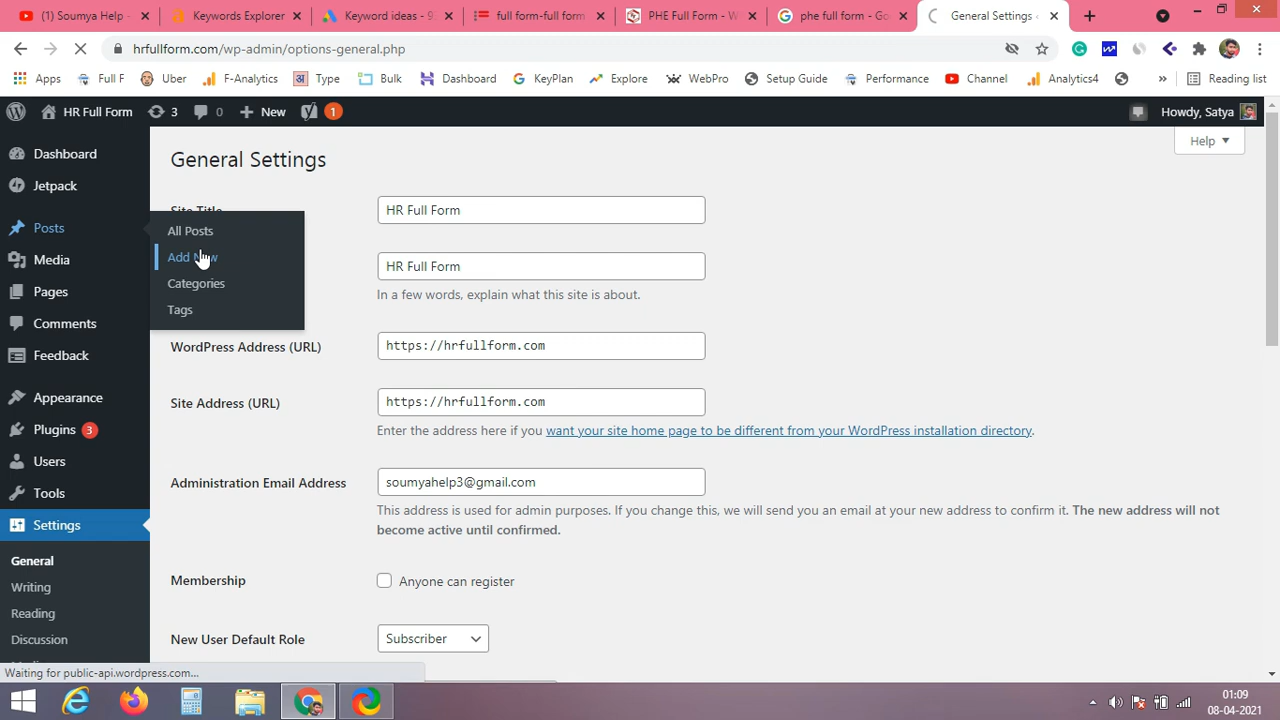 (1) Soumya Help -
Keywords Explorer
Keyword ideas - 9
full form-full form
PHE Full Form - W
phe full form - Go
General Settings
hrfullform.com/wp-admin/options-general.php
Apps
Full F
Uber
F-Analytics
Type
Bulk
Dashboard
KeyPlan
Explore
WebPro
Setup Guide
Performance
Channel
Analytics4
»
Reading list
HR Full Form
3
0
New
1
Howdy, Satya
Help
Dashboard
Jetpack
Posts
Media
Pages
Comments
Feedback
Appearance
Plugins 3
Users
Tools
Settings
General
Writing
Reading
Discussion
All Posts
Add New
Categories
Tags
General Settings
Site Title
HR Full Form
HR Full Form
In a few words, explain what this site is about.
WordPress Address (URL)
https://hrfullform.com
Site Address (URL)
https://hrfullform.com
Enter the address here if you want your site home page to be different from your WordPress installation directory.
Administration Email Address
soumyahelp3@gmail.com
This address is used for admin purposes. If you change this, we will send you an email at your new address to confirm it. The new address will not
become active until confirmed.
Membership
Anyone can register
New User Default Role
Subscriber
Waiting for public-api.wordpress.com...
01:09
08-04-2021